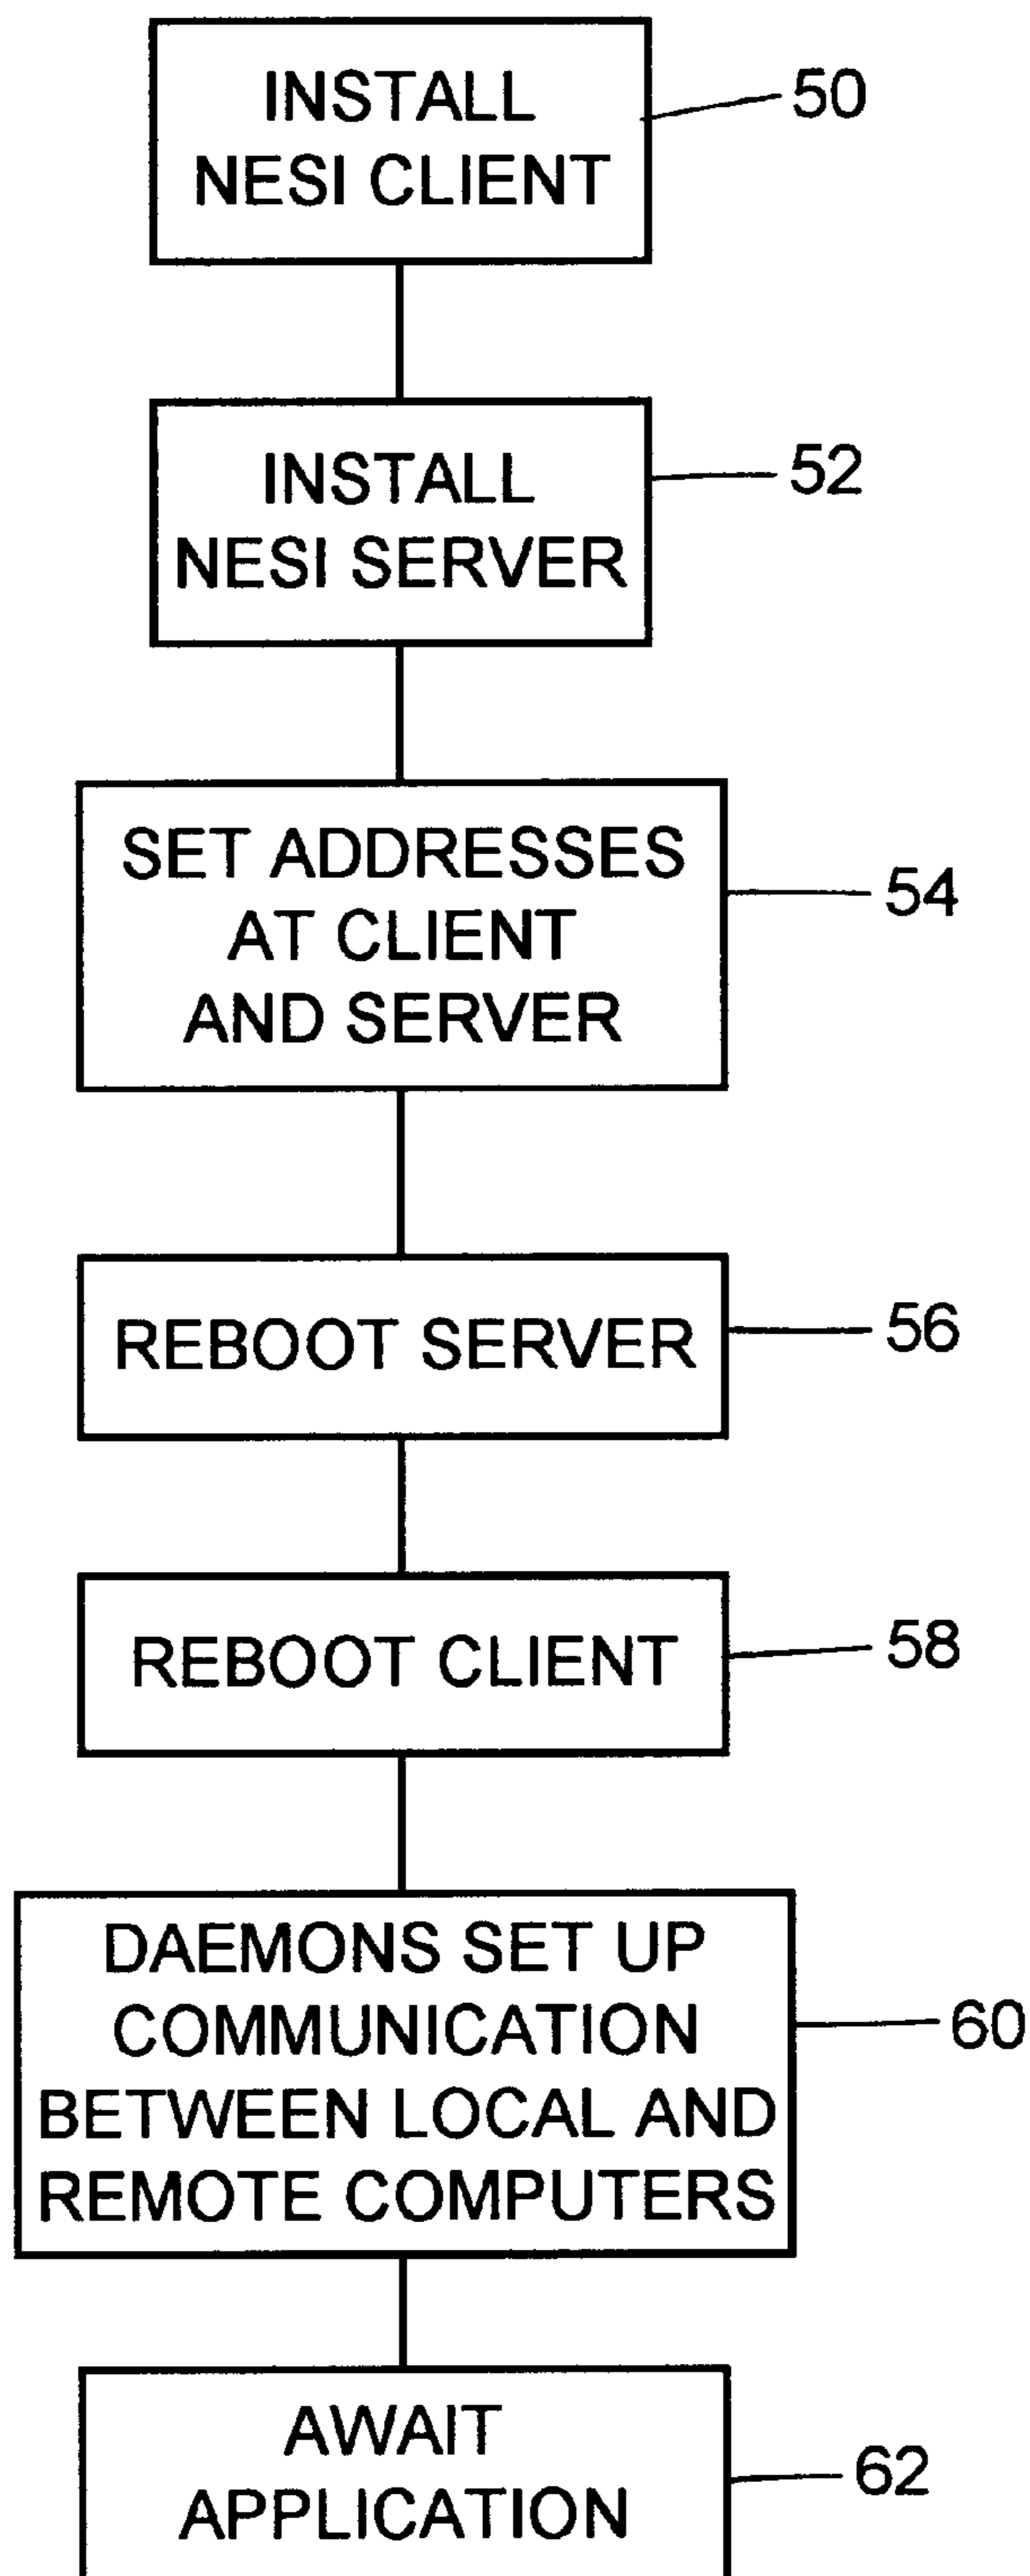 INSTALL
NESI CLIENT
50
INSTALL
NESI SERVER
52
SET ADDRESSES
AT CLIENT
AND SERVER
54
REBOOT SERVER
56
REBOOT CLIENT
58
DAEMONS SET UP
COMMUNICATION
BETWEEN LOCAL AND
REMOTE COMPUTERS
60
AWAIT
APPLICATION
62